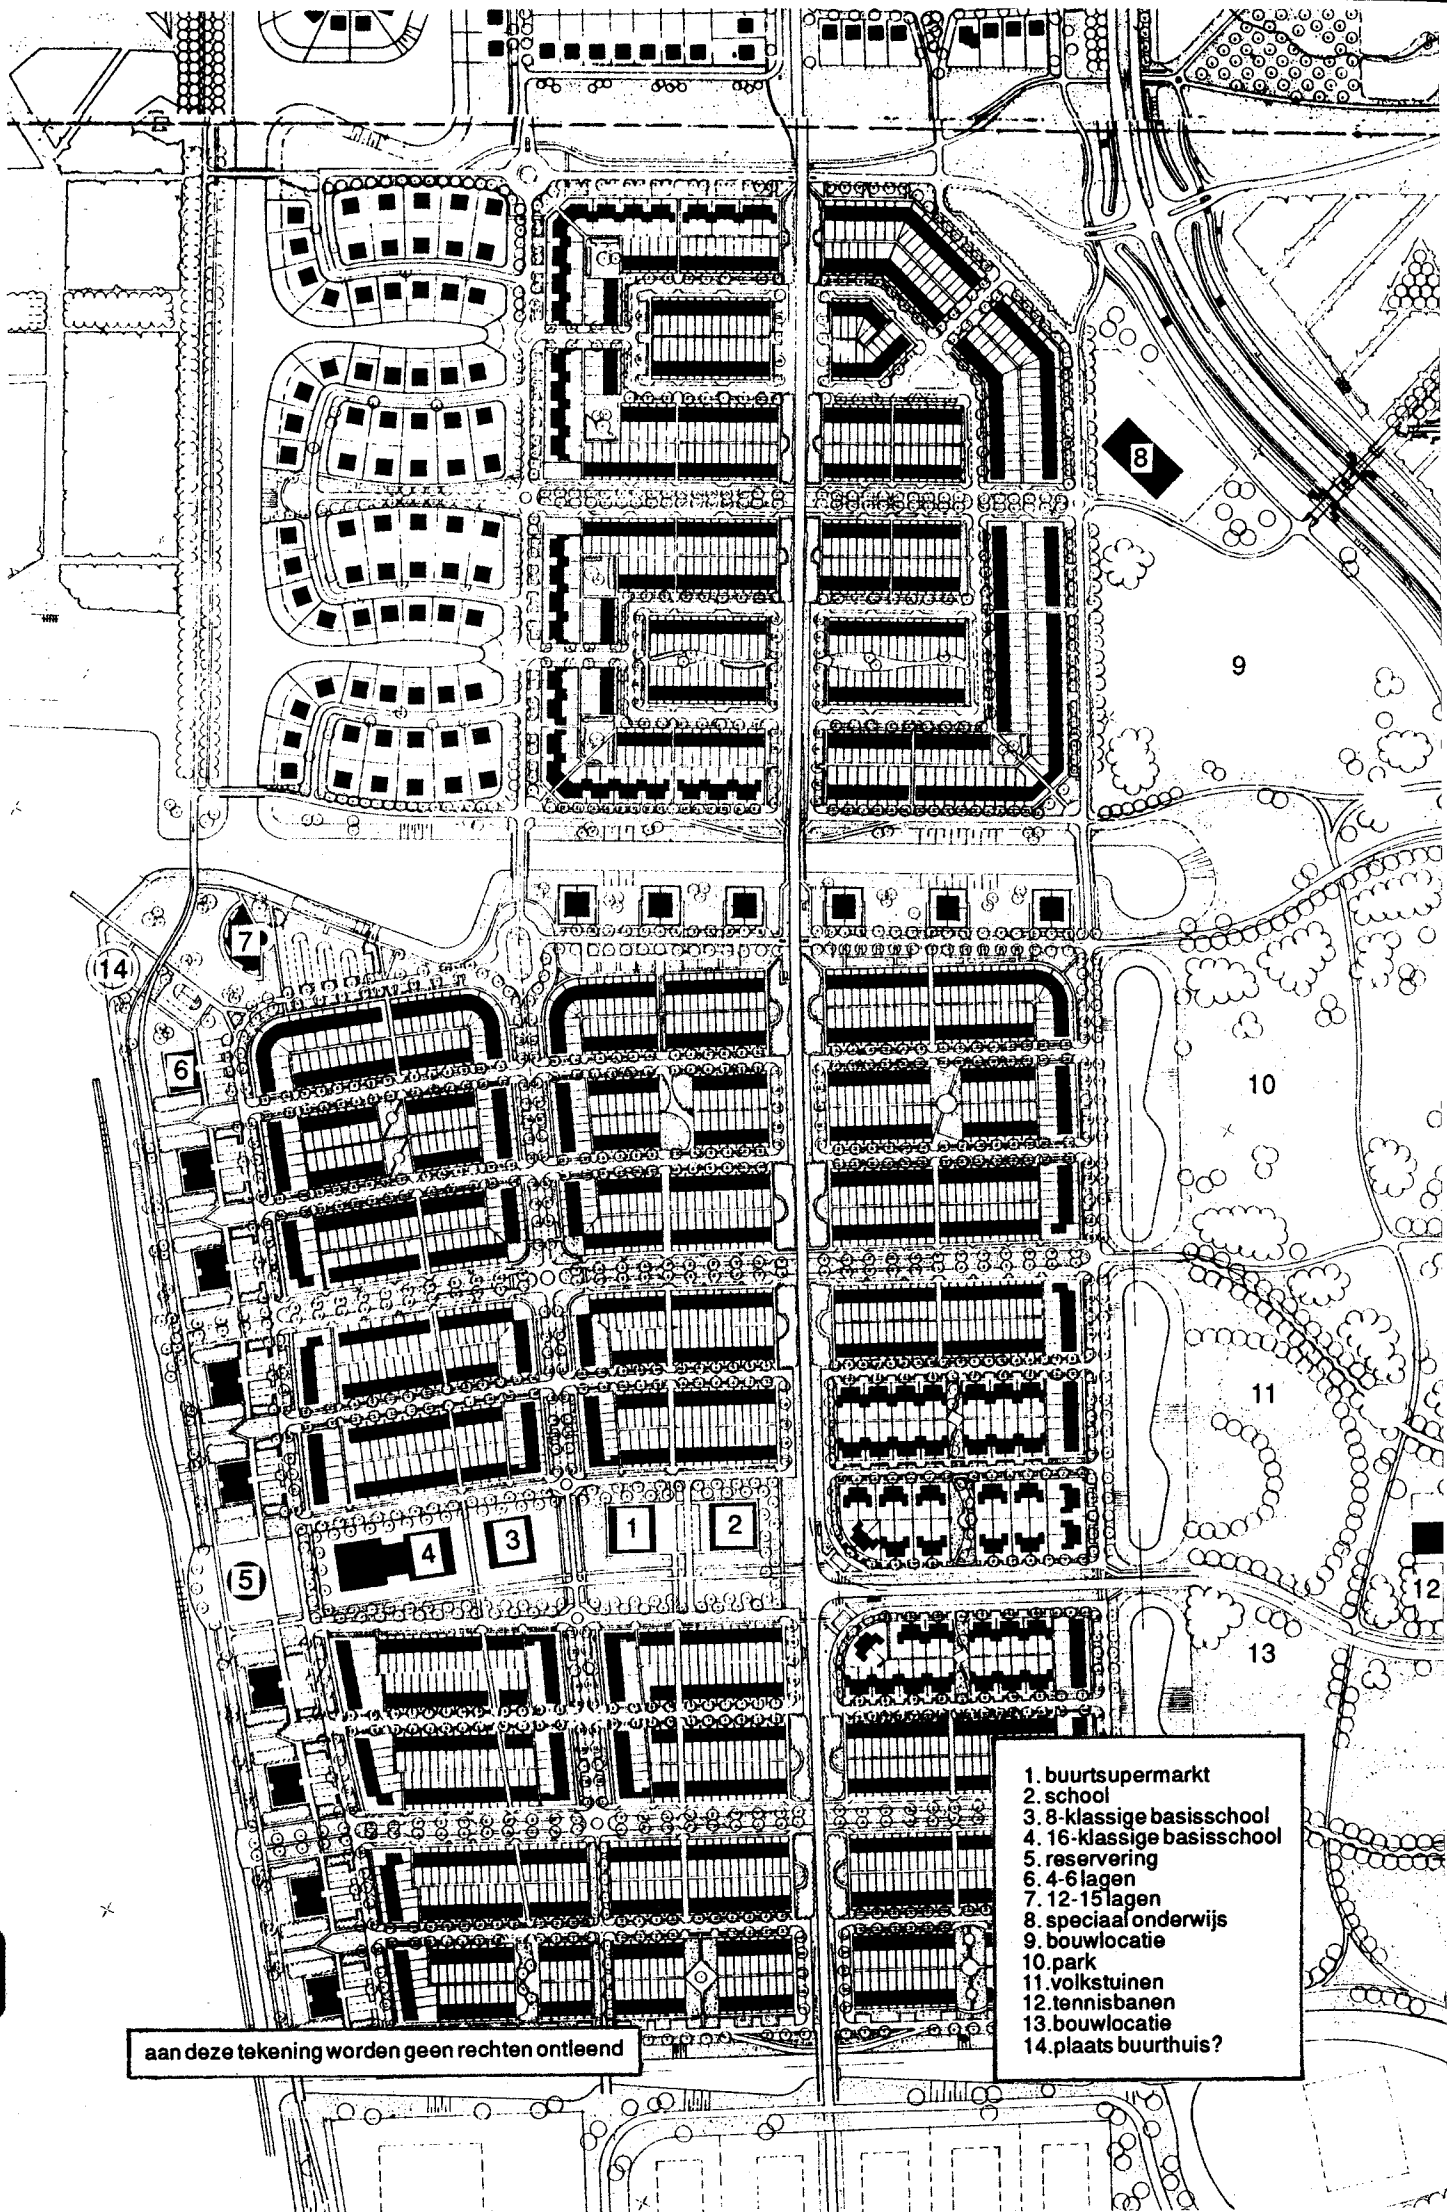 8
9
7
14
6
10
11
5
4
3
1
2
12
13
1. buurtsupermarkt
2. school
3. 8-klassige basisschool
4. 16-klassige basisschool
5. reservering
6. 4-6 lagen
7. 12-15 lagen
8. speciaal onderwijs
9. bouwlocatie
10. park
11. volkstuinen
12. tennisbanen
13. bouwlocatie
14. plaats buurthuis?
aan deze tekening worden geen rechten ontleend